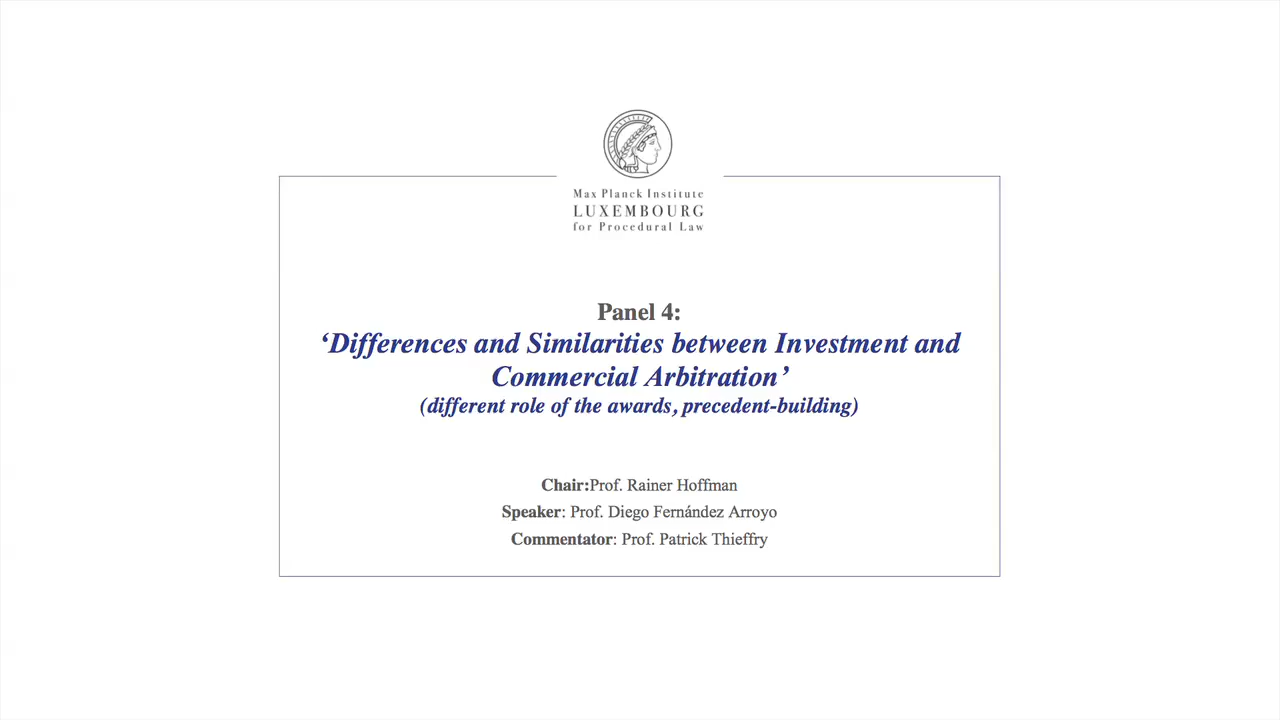 Max Planck Institute
LUXEMBOURG
for Procedural Law
Panel 4:
‘Differences and Similarities between Investment and
Commercial Arbitration’
(different role of the awards, precedent-building)
Chair:Prof. Rainer Hoffman
Speaker: Prof. Diego Fernández Arroyo
Commentator: Prof. Patrick Thieffry